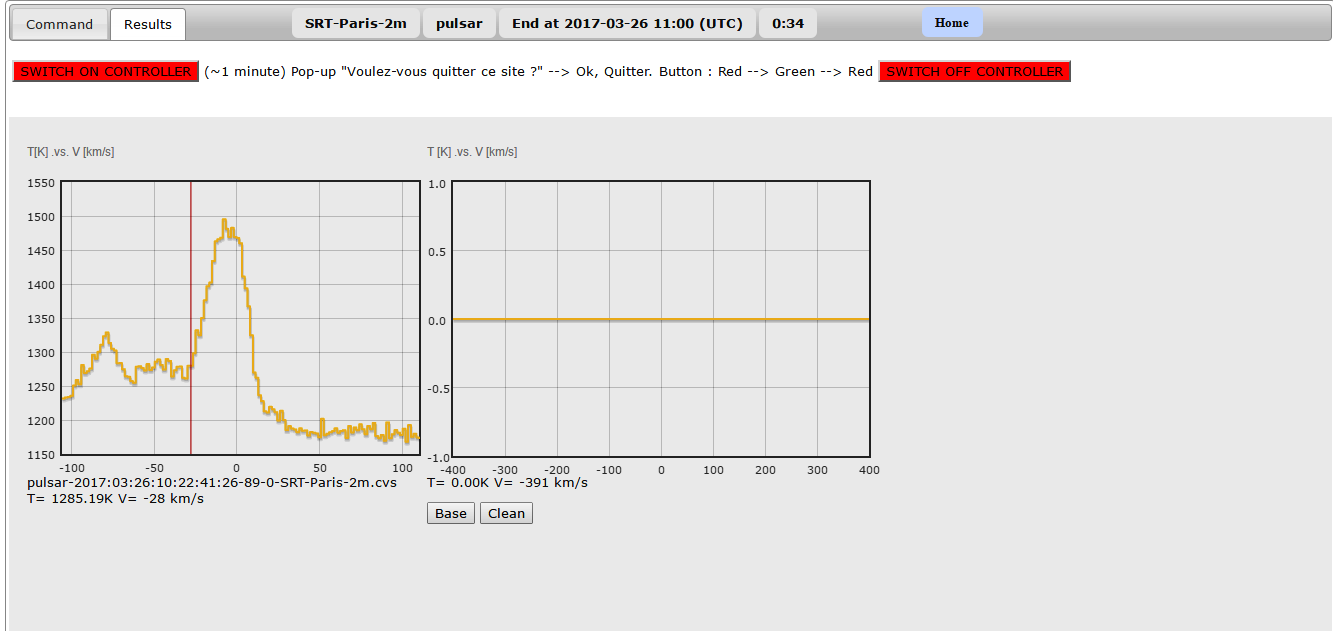 Command Results SRT-Paris-2m pulsar End at 2017-03-26 11:00 (UTC) 0:34 Home
SWITCH ON CONTROLLER (~1 minute) Pop-up "Voulez-vous quitter ce site ?" --> Ok, Quitter. Button : Red --> Green --> Red SWITCH OFF CONTROLLER
T[K] .vs. V [km/s]
1550
1500
1450
1400
1350
1300
1250
1200
1150
-100 -50 0 50 100
pulsar-2017:03:26:10:22:41:26-89-0-SRT-Paris-2m.cvs
T= 1285.19K V= -28 km/s
T [K] .vs. V [km/s]
1.0
0.5
0.0
-0.5
-1.0
-400 -300 -200 -100 0 100 200 300 400
T= 0.00K V= -391 km/s
Base Clean